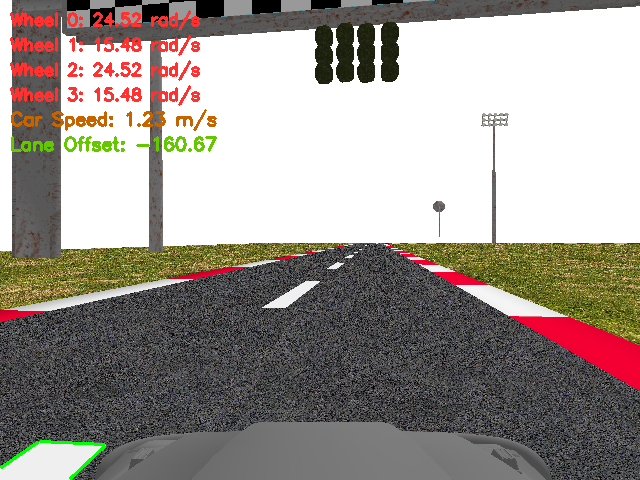 Wheel 0: 24.52 rad/s
Wheel 1: 15.48 rad/s
Wheel 2: 24.52 rad/s
Wheel 3: 15.48 rad/s
Car Speed: 1.23 m/s
Lane Offset: -160.67